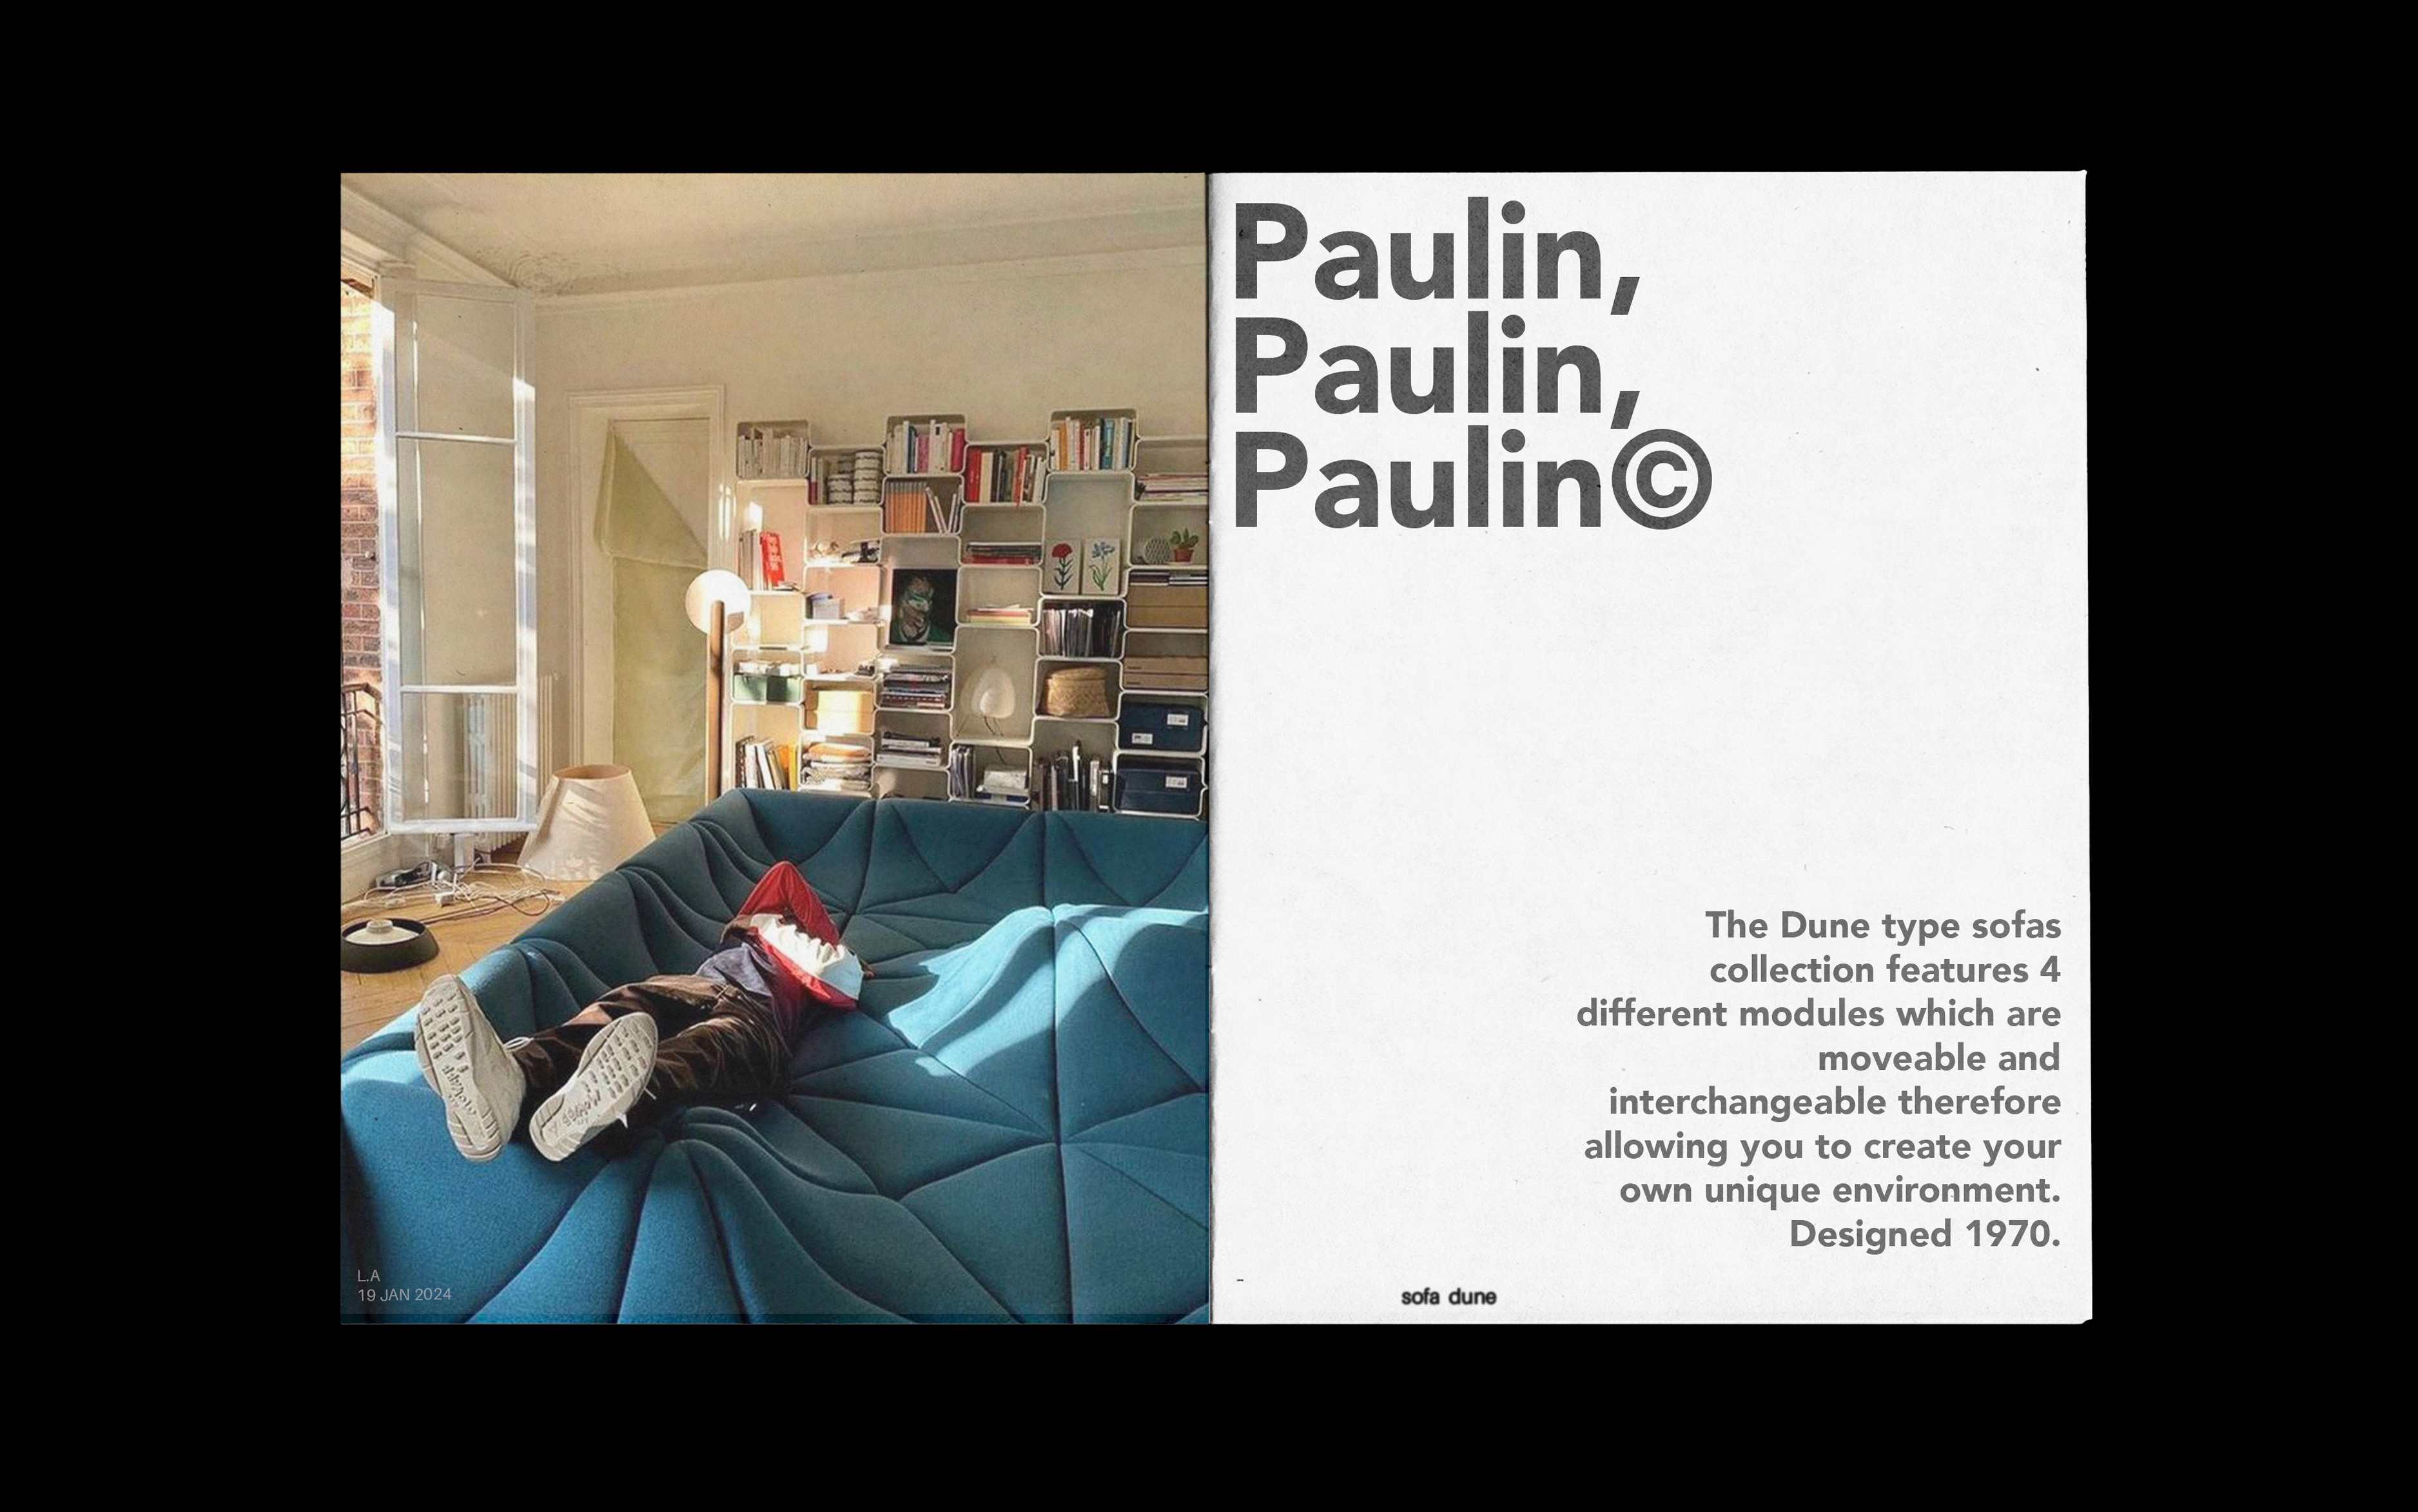 L.A
19 JAN 2024
Paulin,
Paulin,
Paulin©
The Dune type sofas
collection features 4
different modules which are
moveable and
interchangeable therefore
allowing you to create your
own unique environment.
Designed 1970.
-
sofa dune